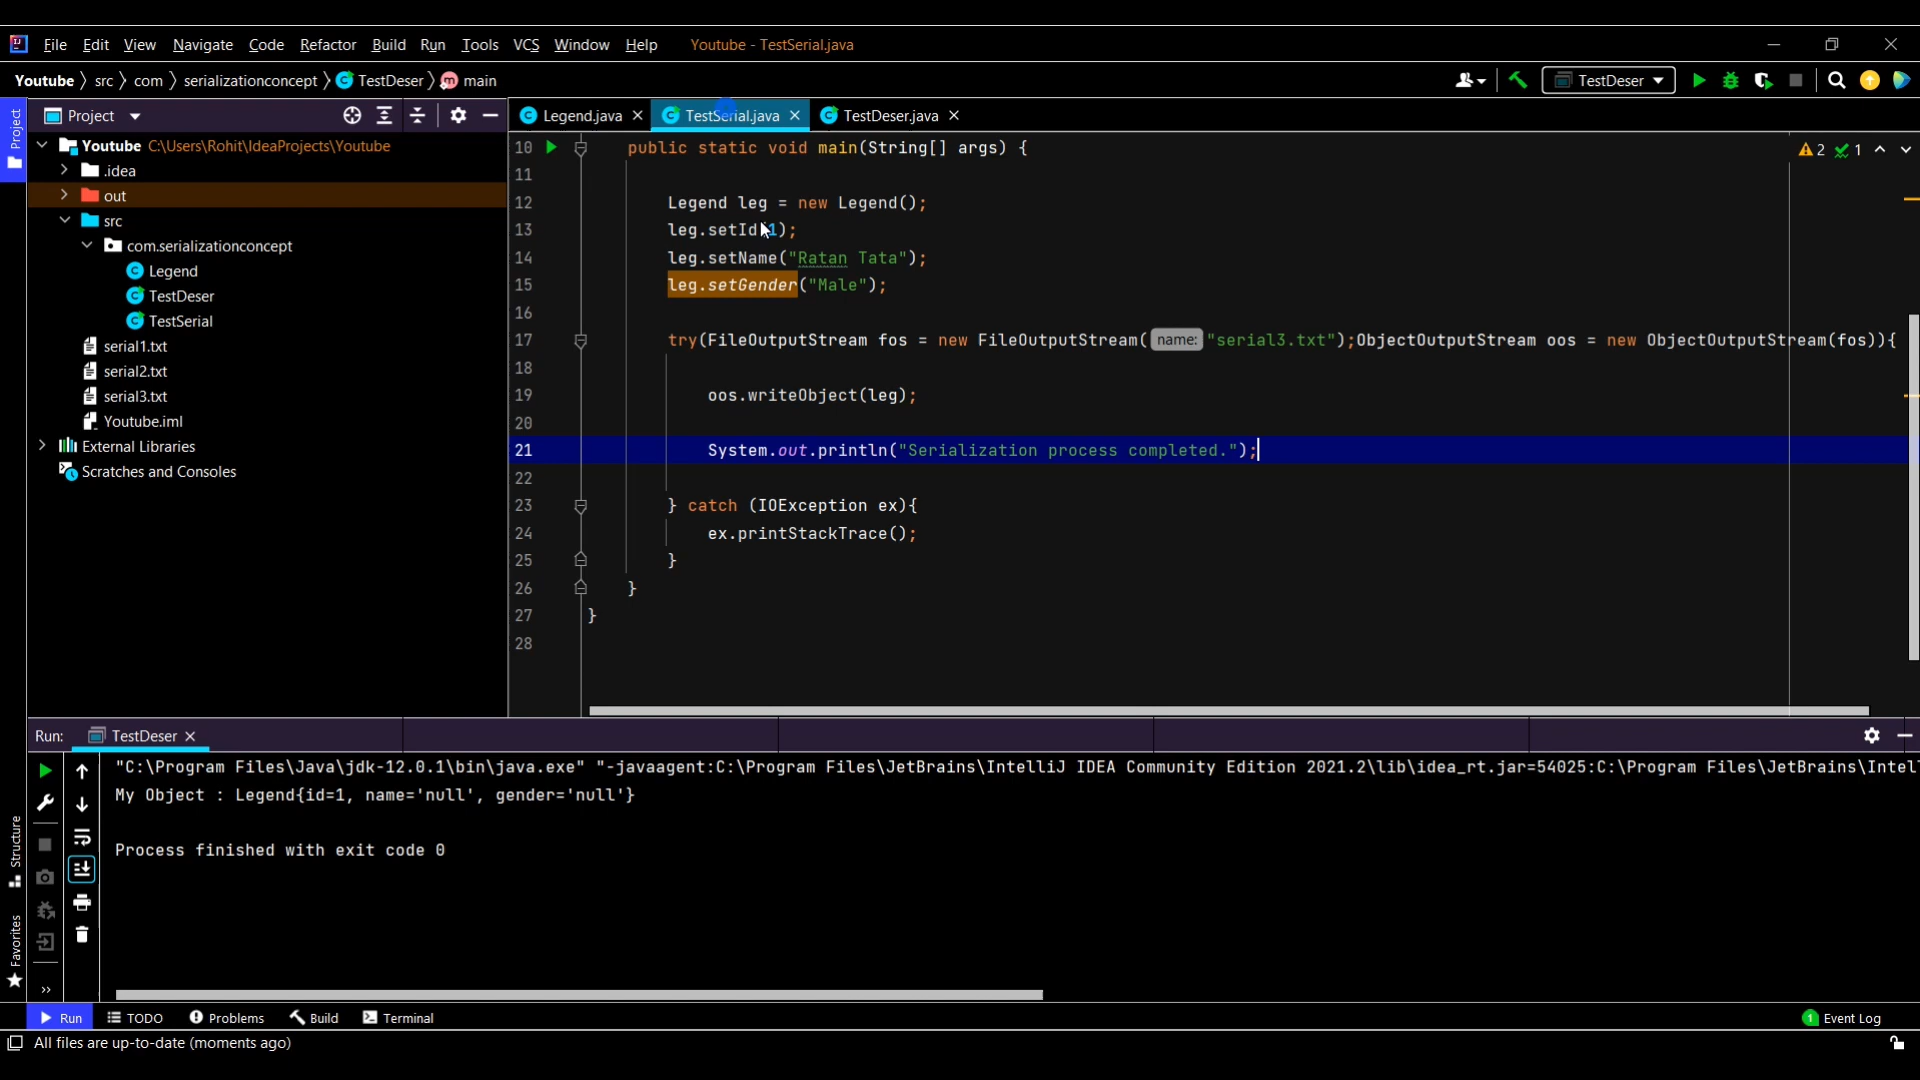 File Edit View Navigate Code Refactor Build Run Tools VCS Window Help Youtube - TestSerial.java
Youtube src com serializationconcept TestDeser main TestDeser
Project Legend.java TestSerial.java TestDeser.java
Youtube C:\Users\Rohit\IdeaProjects\Youtube
.idea
out
src
com.serializationconcept
Legend
TestDeser
TestSerial
serial1.txt
serial2.txt
serial3.txt
Youtube.iml
External Libraries
Scratches and Consoles
2 1
10 public static void main(String[] args) {
11
12 Legend leg = new Legend();
13 leg.setId(1);
14 leg.setName("Ratan Tata");
15 leg.setGender("Male");
16
17 try(FileOutputStream fos = new FileOutputStream( name: "serial3.txt");ObjectOutputStream oos = new ObjectOutputStream(fos)){
18
19 oos.writeObject(leg);
20
21 System.out.println("Serialization process completed.");
22
23 } catch (IOException ex){
24 ex.printStackTrace();
25 }
26 }
27 }
28
Run: TestDeser
"C:\Program Files\Java\jdk-12.0.1\bin\java.exe" "-javaagent:C:\Program Files\JetBrains\IntelliJ IDEA Community Edition 2021.2\lib\idea_rt.jar=54025:C:\Program Files\JetBrains\Intel
My Object : Legend{id=1, name='null', gender='null'}
Process finished with exit code 0
Project
Structure
Favorites
Run TODO Problems Build Terminal 1 Event Log
All files are up-to-date (moments ago)